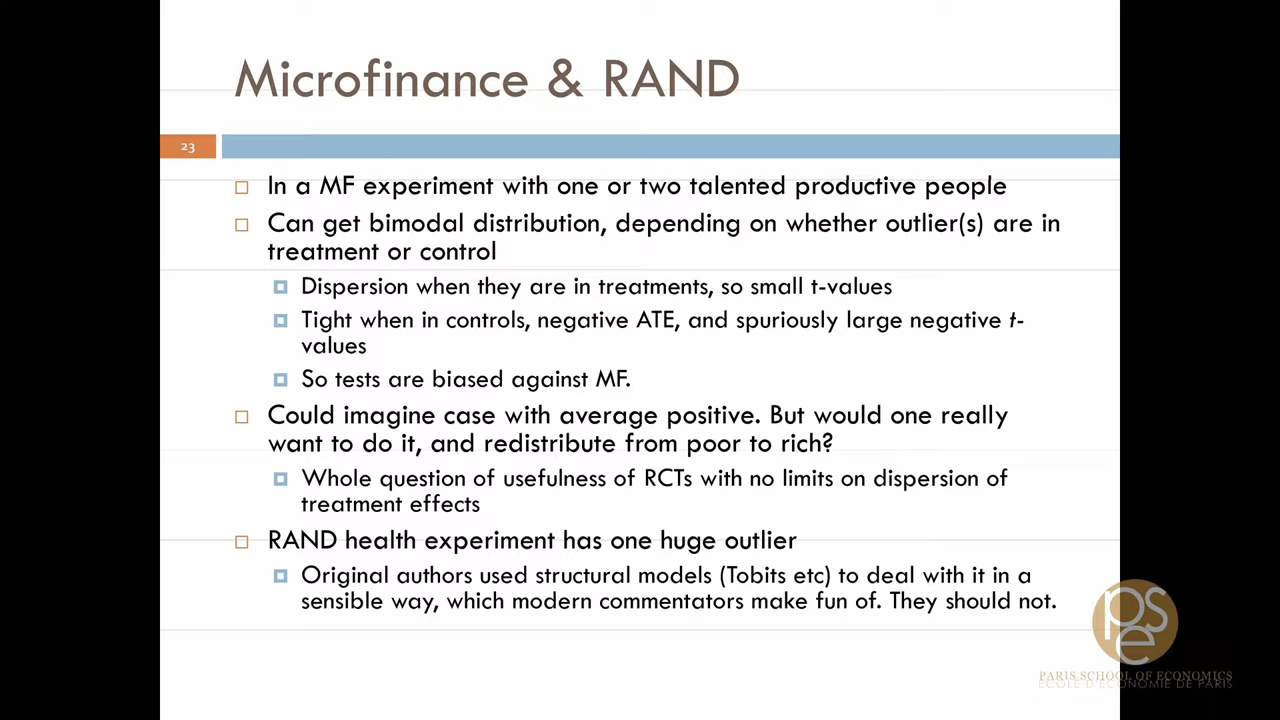 Microfinance & RAND
23
In a MF experiment with one or two talented productive people
Can get bimodal distribution, depending on whether outlier(s) are in
treatment or control
Dispersion when they are in treatments, so small t-values
Tight when in controls, negative ATE, and spuriously large negative t-
values
So tests are biased against MF.
Could imagine case with average positive. But would one really
want to do it, and redistribute from poor to rich?
Whole question of usefulness of RCTs with no limits on dispersion of
treatment effects
RAND health experiment has one huge outlier
Original authors used structural models (Tobits etc) to deal with it in a
sensible way, which modern commentators make fun of. They should not.
pse
PARIS SCHOOL OF ECONOMICS
ECOLE D'ECONOMIE DE PARIS